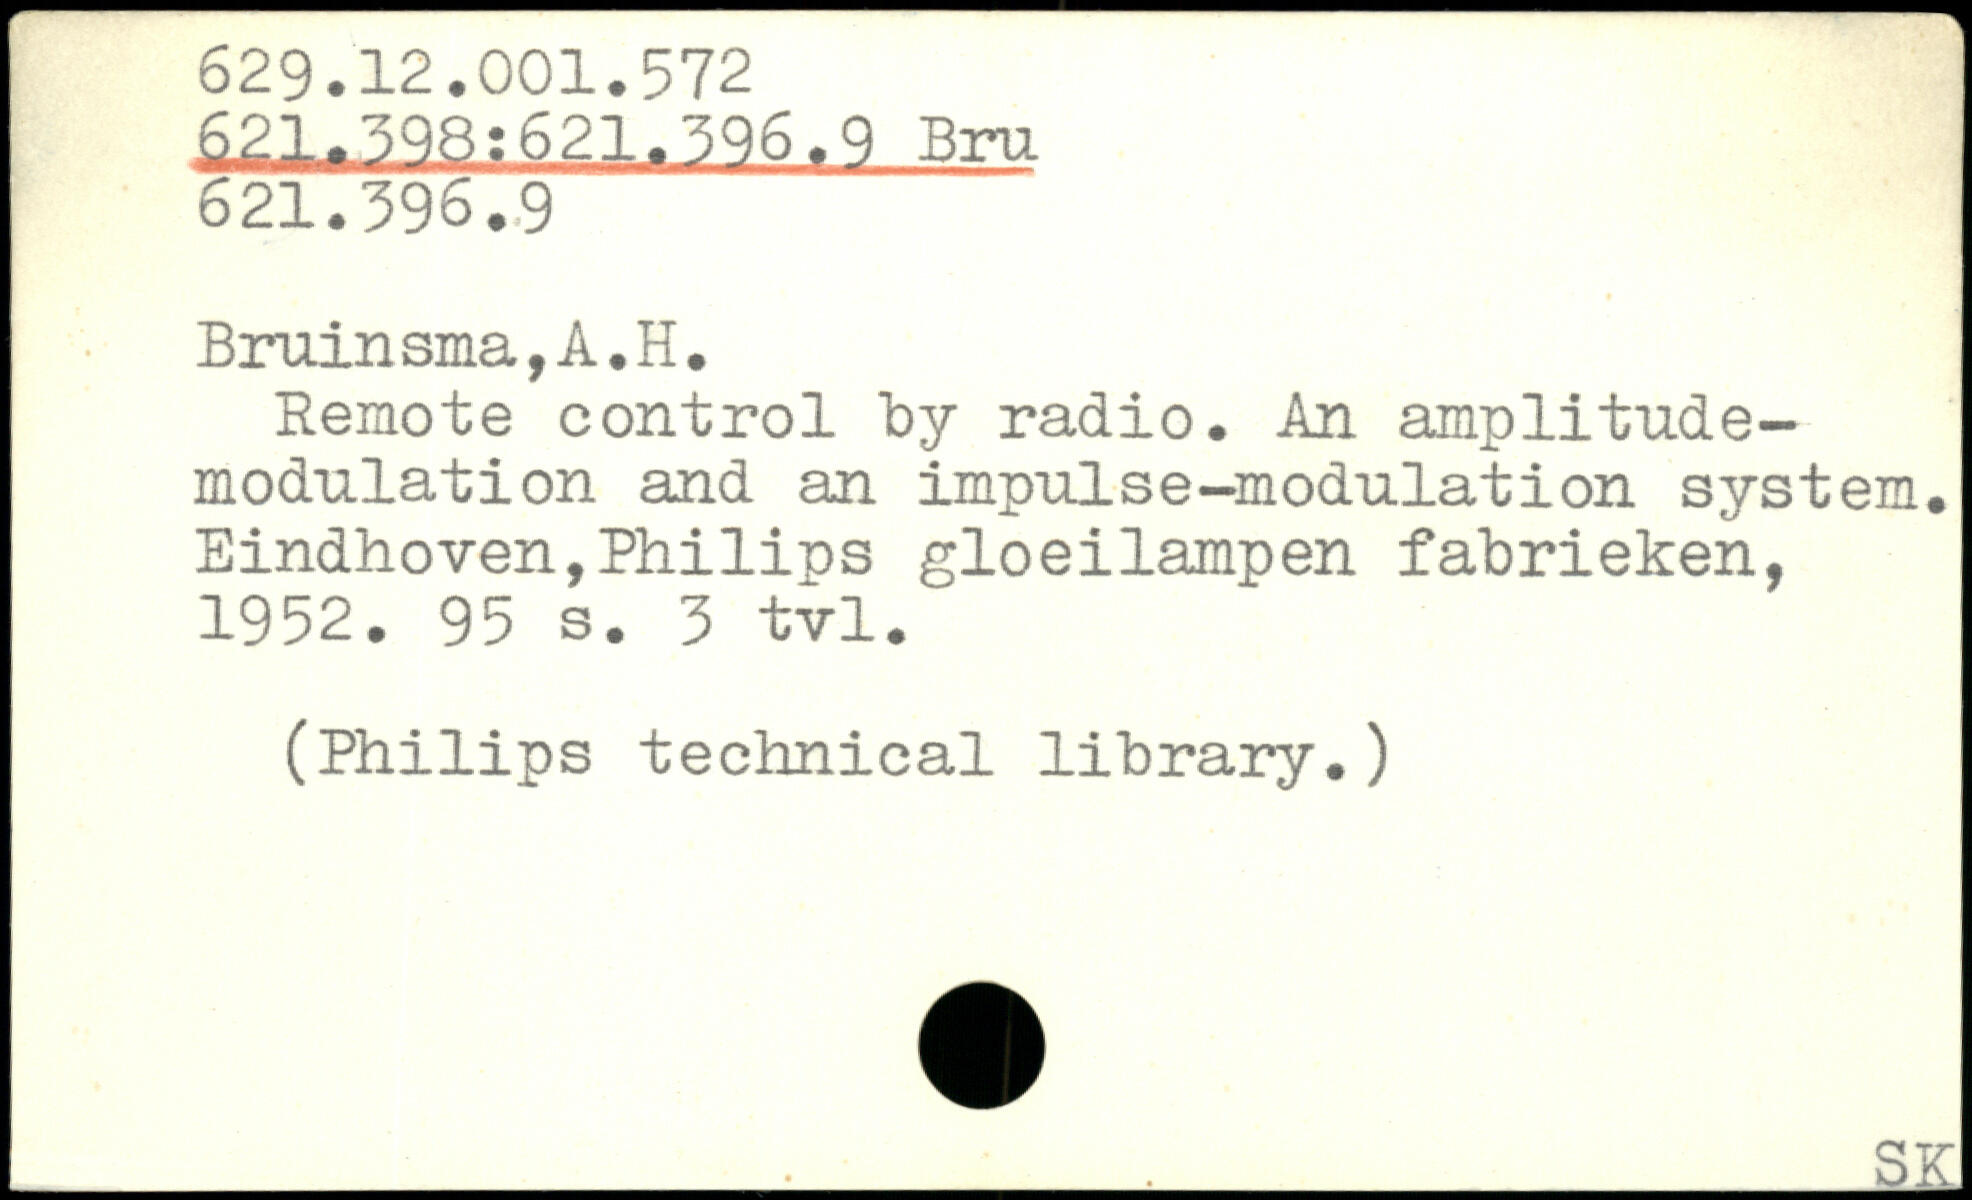 629.12.001.572
621.398:621.396.9 Bru
621.396.9
Bruinsma,A.H.
Remote control by radio. An amplitude-
modulation and an impulse-modulation system.
Eindhoven,Philips gloeilampen fabrieken,
1952. 95 s. 3 tvl.
(Philips technical library.)
SK